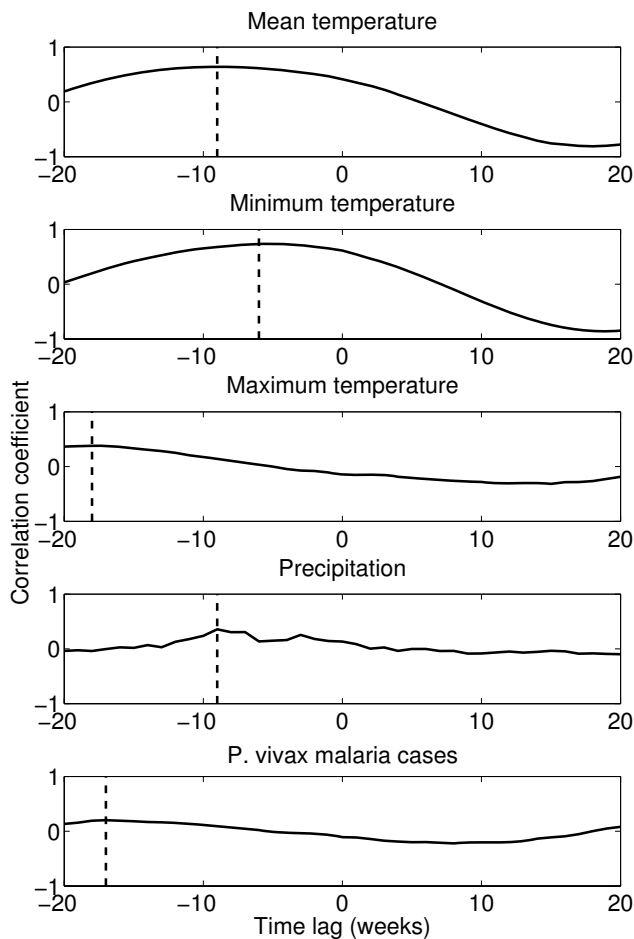 Mean temperature
1
0
−1
−20 −10 0 10 20
Minimum temperature
1
0
−1
−20 −10 0 10 20
Maximum temperature
1
0
−1
−20 −10 0 10 20
Correlation coefficient
Precipitation
1
0
−1
−20 −10 0 10 20
P. vivax malaria cases
1
0
−1
−20 −10 0 10 20
Time lag (weeks)